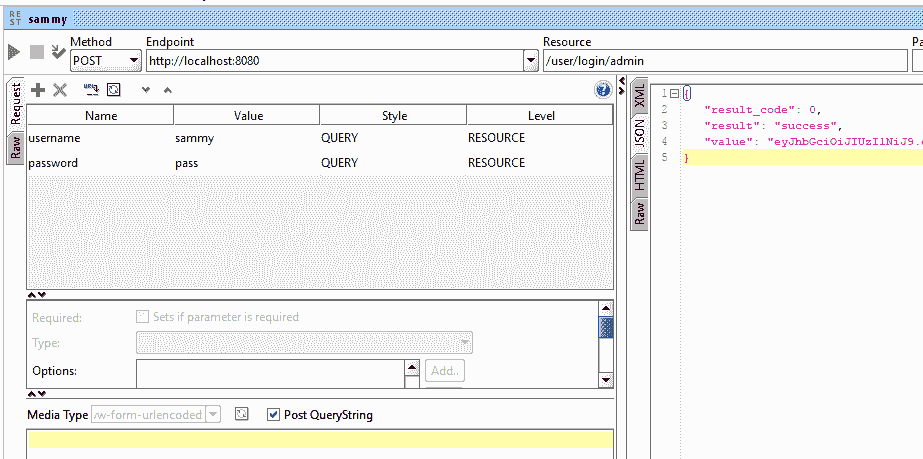 RE
ST sammy
Method Endpoint Resource Pa
POST http://localhost:8080 /user/login/admin
Request
Raw
Name Value Style Level
username sammy QUERY RESOURCE
password pass QUERY RESOURCE
Required: Sets if parameter is required
Type:
Options: Add..
Media Type /w-form-urlencoded Post QueryString
XML
JSON
HTML
Raw
1 {
2 "result_code": 0,
3 "result": "success",
4 "value": "eyJhbGciOiJIUzI1NiJ9.
5 }